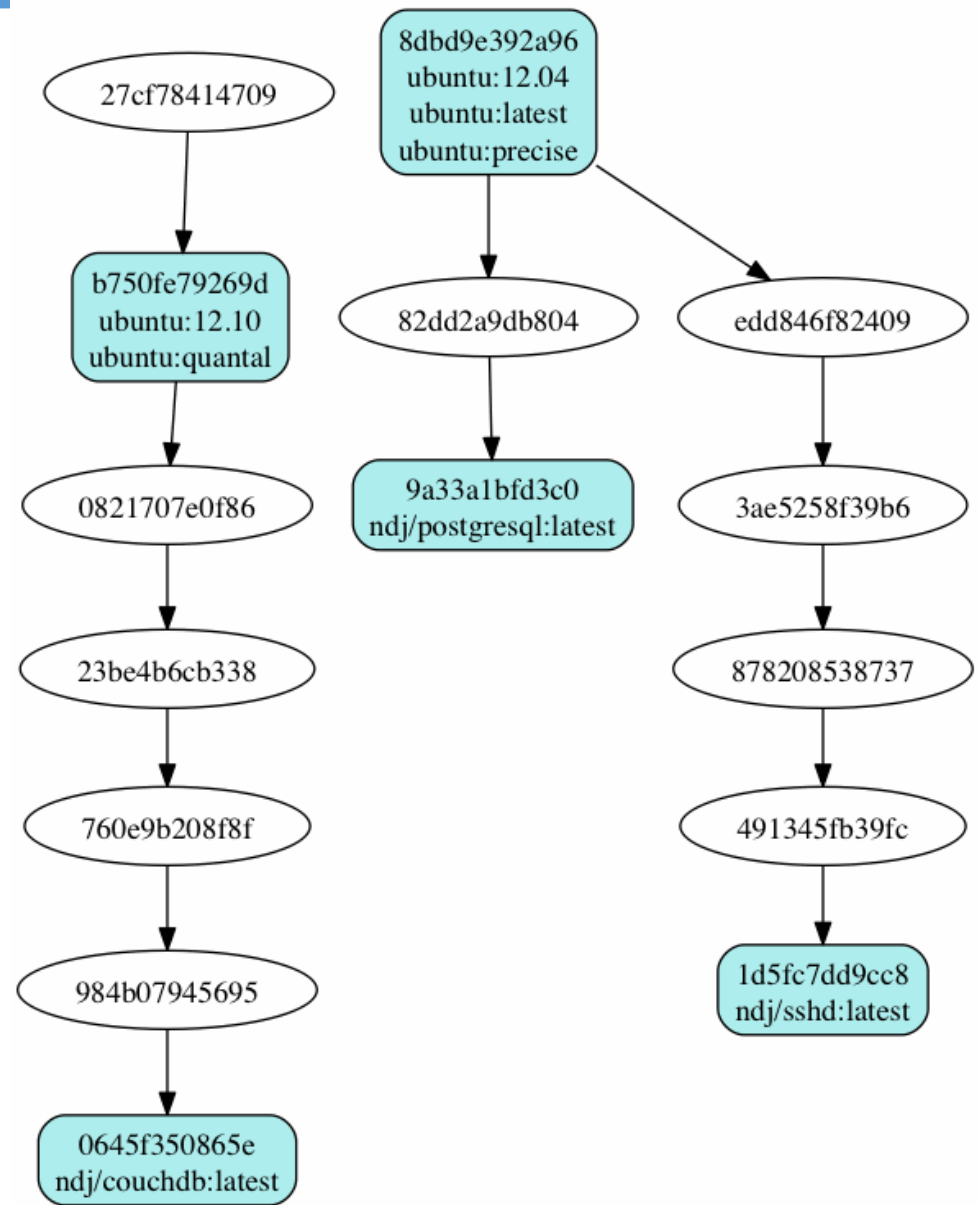 27cf78414709
b750fe79269d
ubuntu:12.10
ubuntu:quantal
0821707e0f86
23be4b6cb338
760e9b208f8f
984b07945695
0645f350865e
ndj/couchdb:latest
8dbd9e392a96
ubuntu:12.04
ubuntu:latest
ubuntu:precise
82dd2a9db804
9a33a1bfd3c0
ndj/postgresql:latest
edd846f82409
3ae5258f39b6
878208538737
491345fb39fc
1d5fc7dd9cc8
ndj/sshd:latest